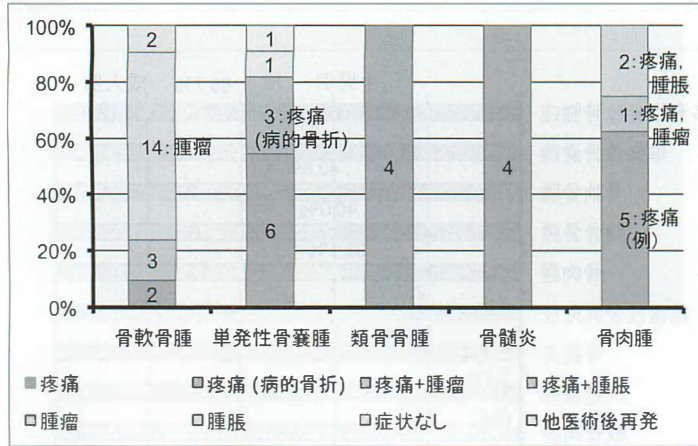 100%
80%
60%
40%
20%
0%
2
14:腫瘤
3
2
1
1
3:疼痛
(病的骨折)
6
4
4
2:疼痛,
腫脹
1:疼痛,
腫瘤
5:疼痛
(例)
骨軟骨腫 単発性骨嚢腫 類骨骨腫 骨髄炎 骨肉腫
疼痛 疼痛(病的骨折) 疼痛+腫瘤 疼痛+腫脹
腫瘤 腫脹 症状なし 他医術後再発